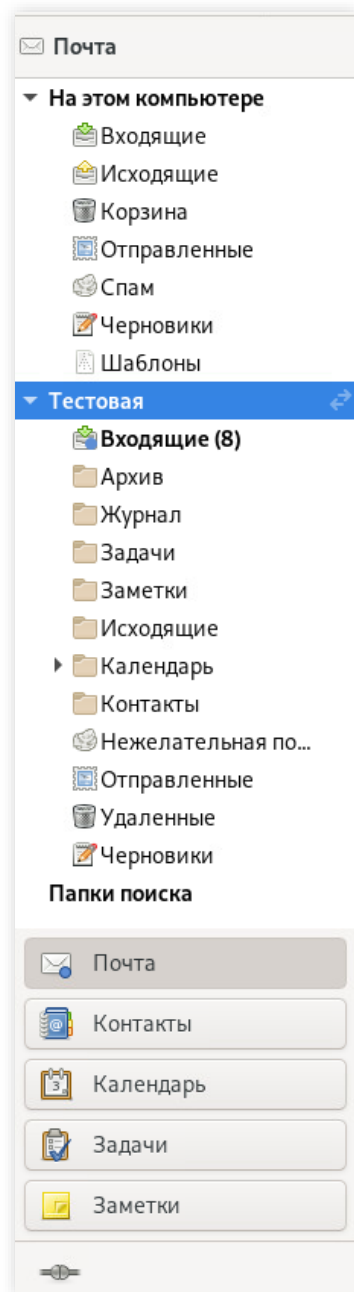 Почта
На этом компьютере
Входящие
Исходящие
Корзина
Отправленные
Спам
Черновики
Шаблоны
Тестовая
Входящие (8)
Архив
Журнал
Задачи
Заметки
Исходящие
Календарь
Контакты
Нежелательная по...
Отправленные
Удаленные
Черновики
Папки поиска
Почта
Контакты
Календарь
Задачи
Заметки